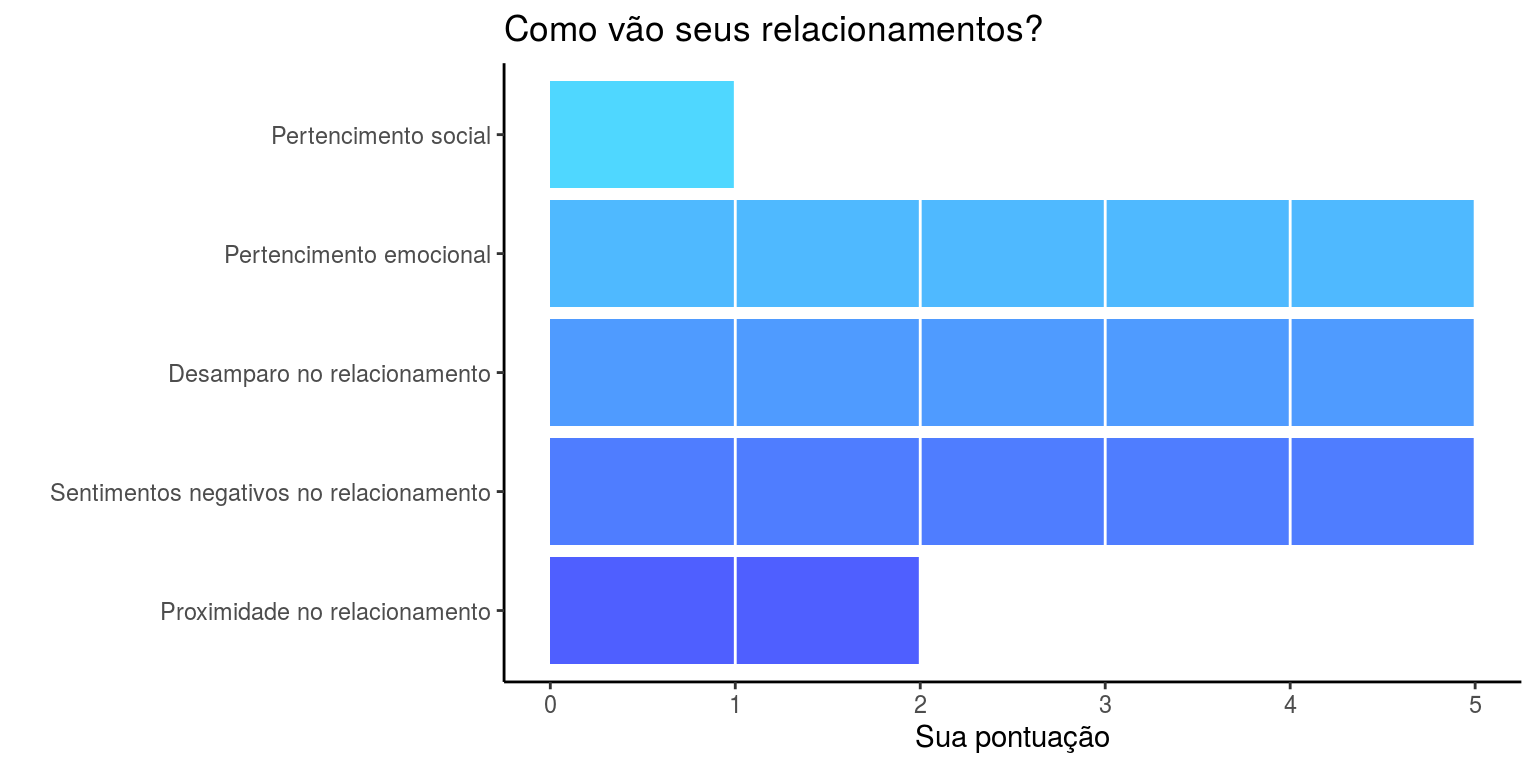 Como vão seus relacionamentos?
Pertencimento social
Pertencimento emocional
Desamparo no relacionamento
Sentimentos negativos no relacionamento
Proximidade no relacionamento
0 1 2 3 4 5
Sua pontuação